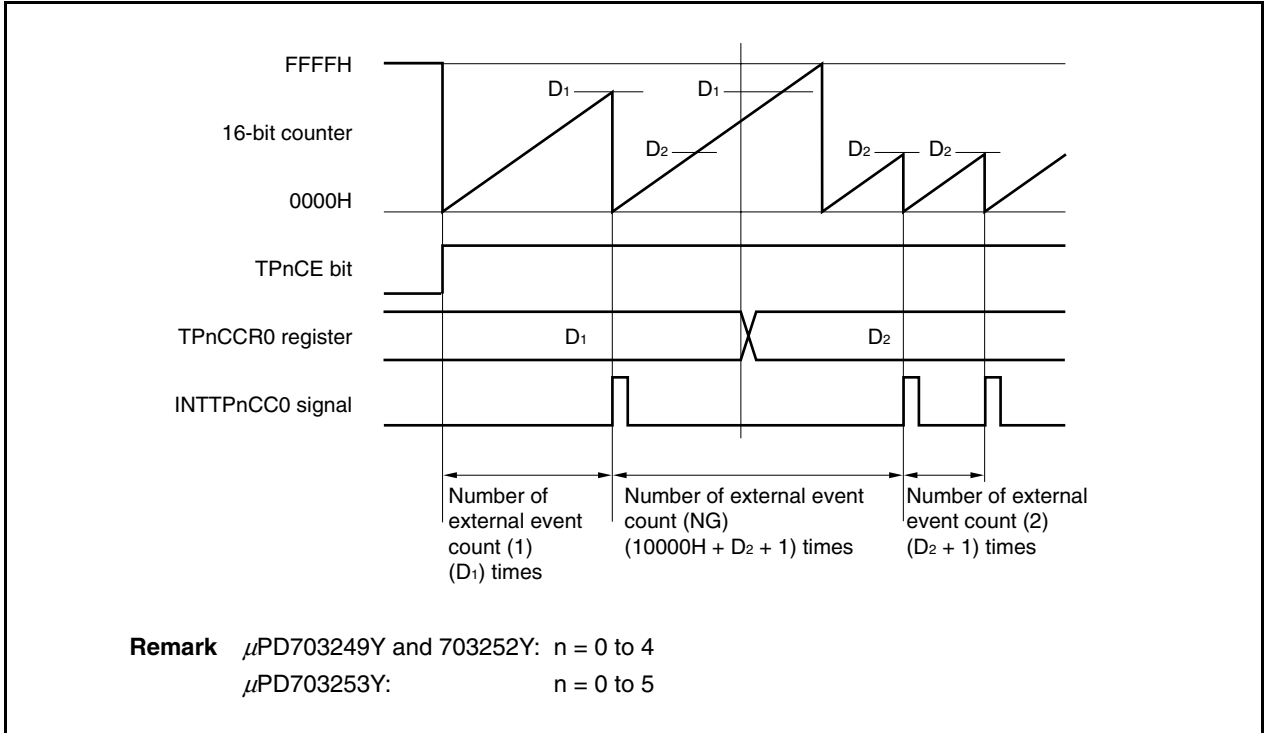 FFFFH
D1
D1
16-bit counter
D2
D2
D2
0000H
TPnCE bit
TPnCCR0 register
D1
D2
INTTPnCC0 signal
Number of
external event
count (1)
(D1) times
Number of external event
count (NG)
(10000H + D2 + 1) times
Number of external
event count (2)
(D2 + 1) times
Remark μPD703249Y and 703252Y: n = 0 to 4
μPD703253Y: n = 0 to 5